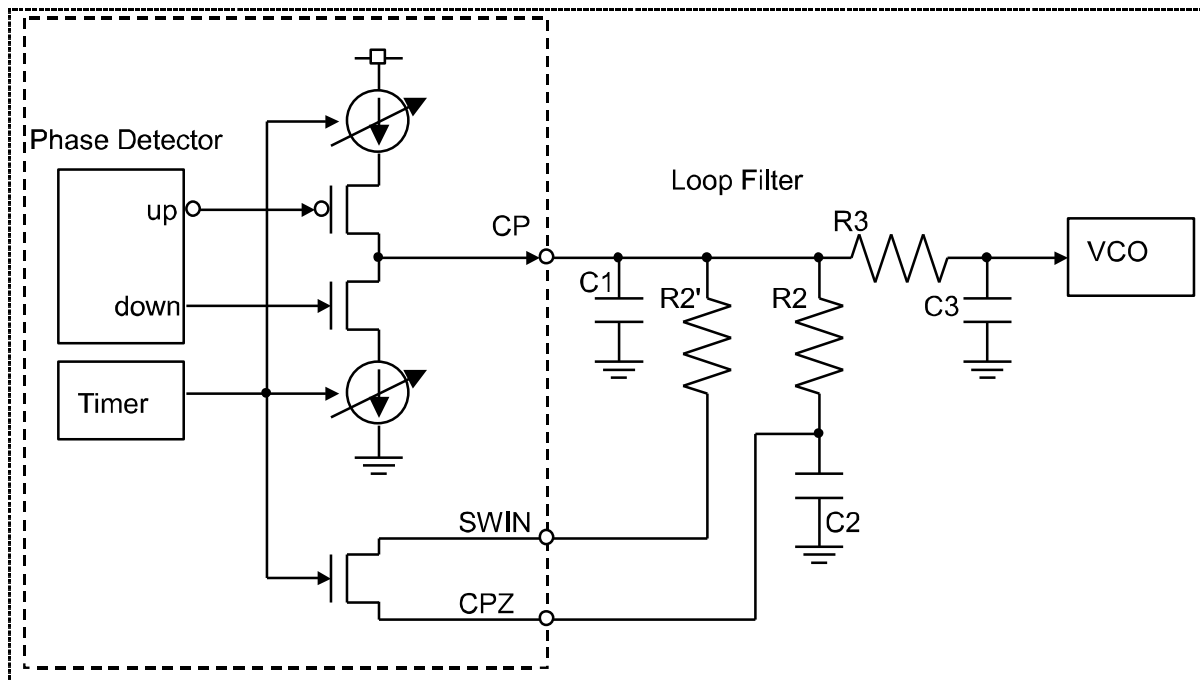 Phase Detector
up
down
Timer
CP
SWIN
CPZ
Loop Filter
C1
R2'
R2
R3
C3
C2
VCO